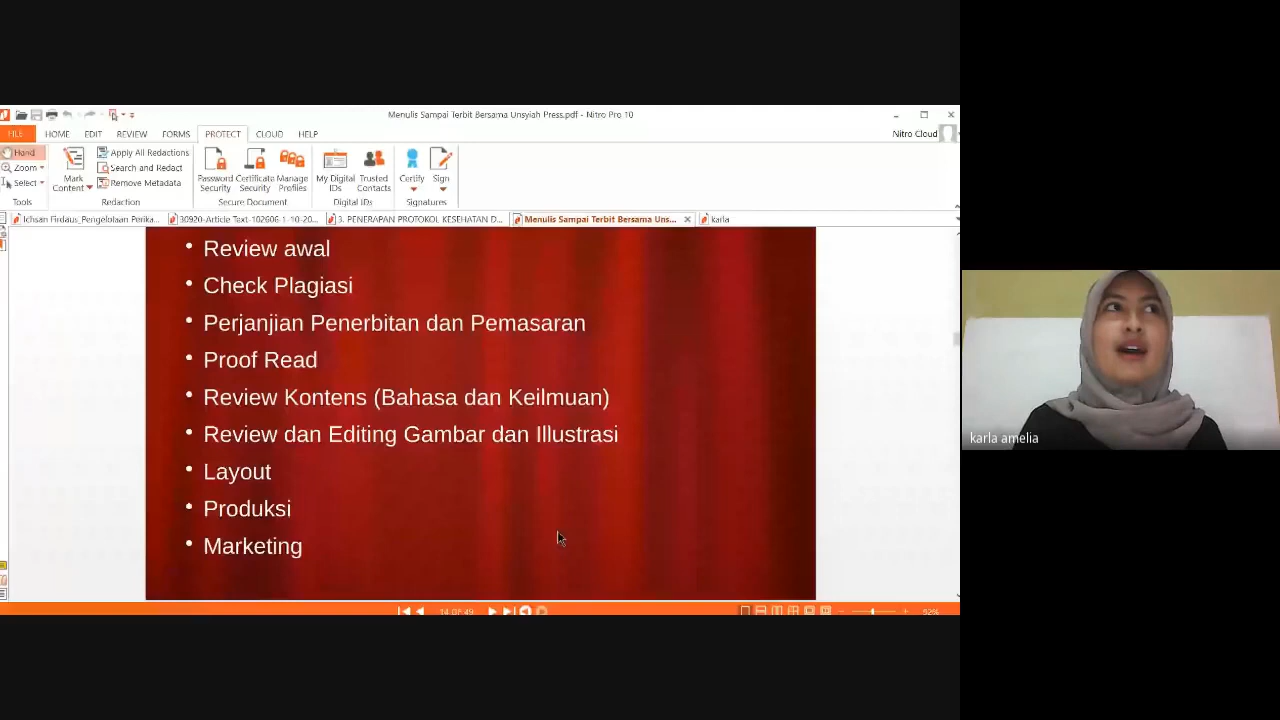 Menulis Sampai Terbit Bersama Unsyiah Press.pdf - Nitro Pro 10
FILE HOME EDIT REVIEW FORMS PROTECT CLOUD HELP Nitro Cloud
Hand
Zoom
Select
Tools
Mark Content
Apply All Redactions
Search and Redact
Remove Metadata
Redaction
Password Security
Certificate Security
Manage Profiles
Secure Document
My Digital IDs
Trusted Contacts
Digital IDs
Certify
Sign
Signatures
Ichsan Firdaus_Pengelolaan Perika...
30920-Article Text-102606-1-10-20...
3. PENERAPAN PROTOKOL KESEHATAN D...
Menulis Sampai Terbit Bersama Uns...
karla
• Review awal
• Check Plagiasi
• Perjanjian Penerbitan dan Pemasaran
• Proof Read
• Review Kontens (Bahasa dan Keilmuan)
• Review dan Editing Gambar dan Illustrasi
• Layout
• Produksi
• Marketing
karla amelia
14 OF 49
92%